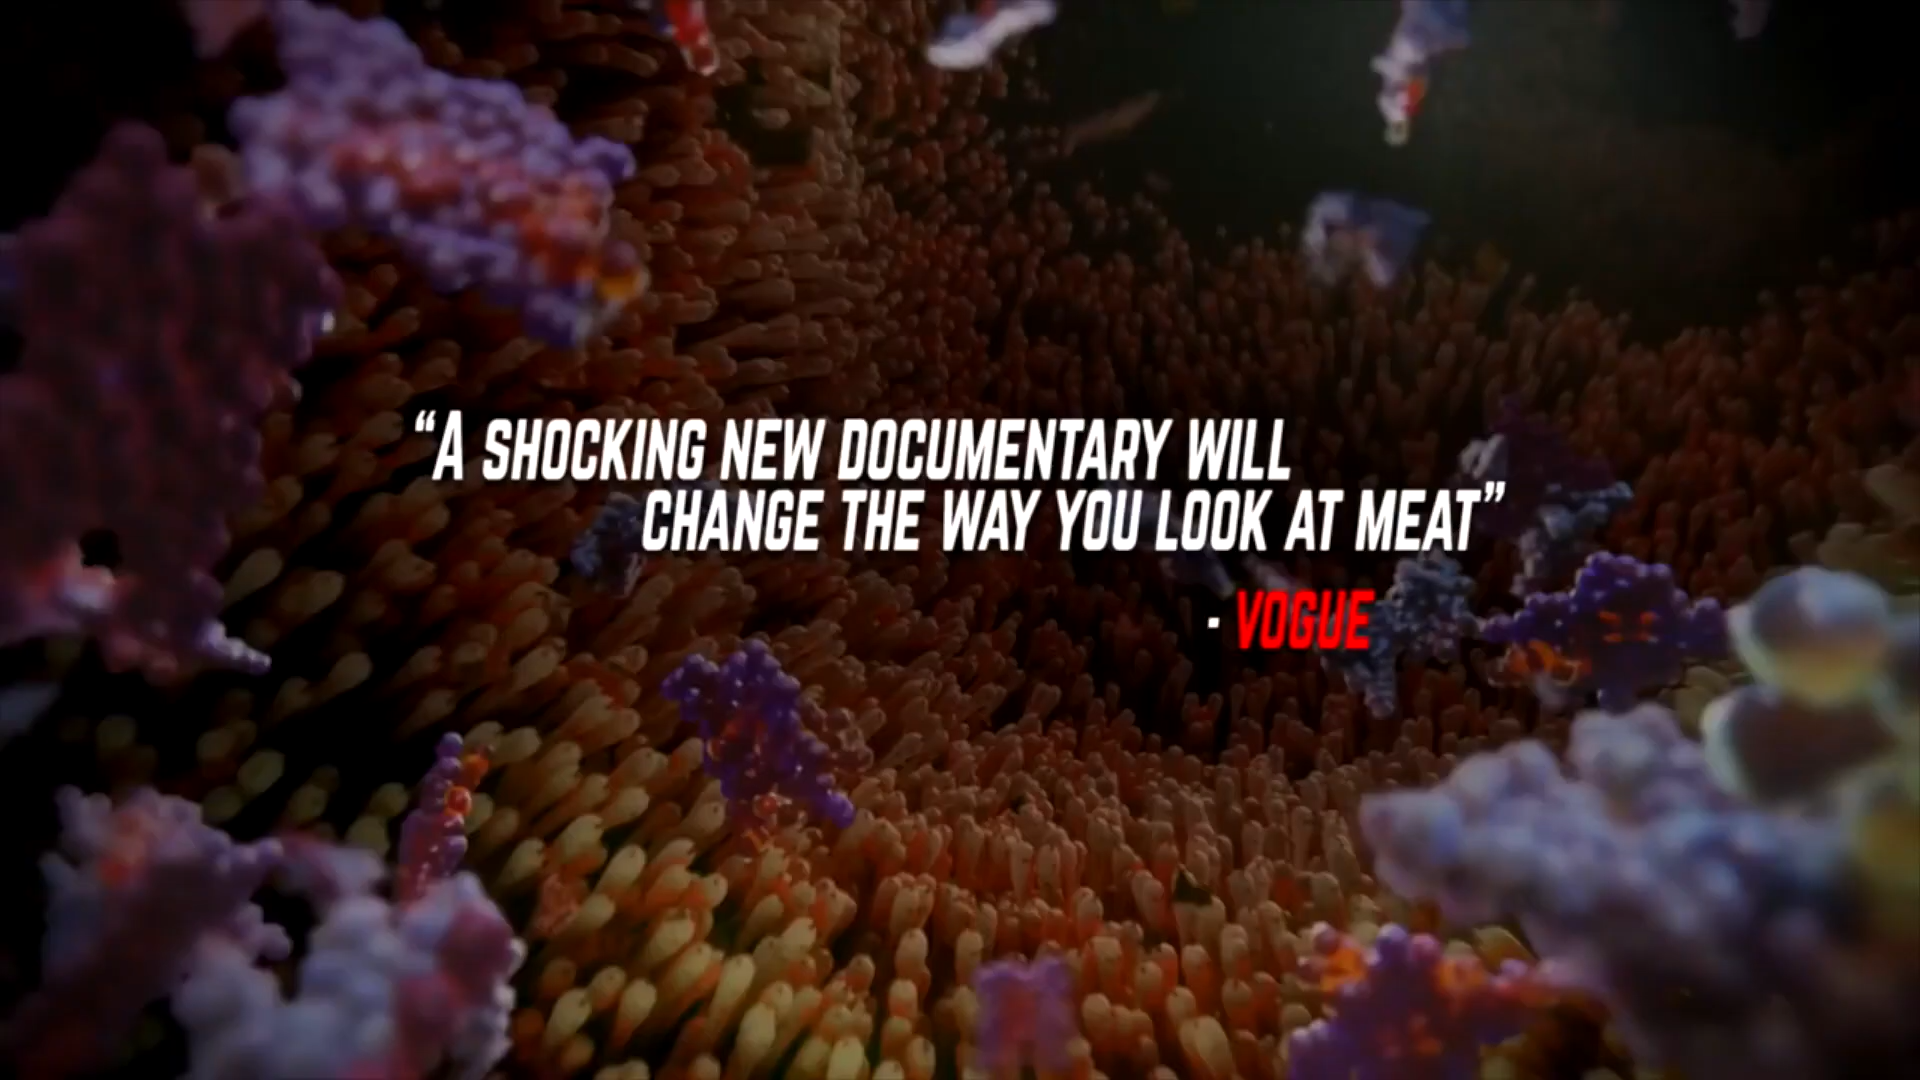 “A SHOCKING NEW DOCUMENTARY WILL
CHANGE THE WAY YOU LOOK AT MEAT”
- VOGUE